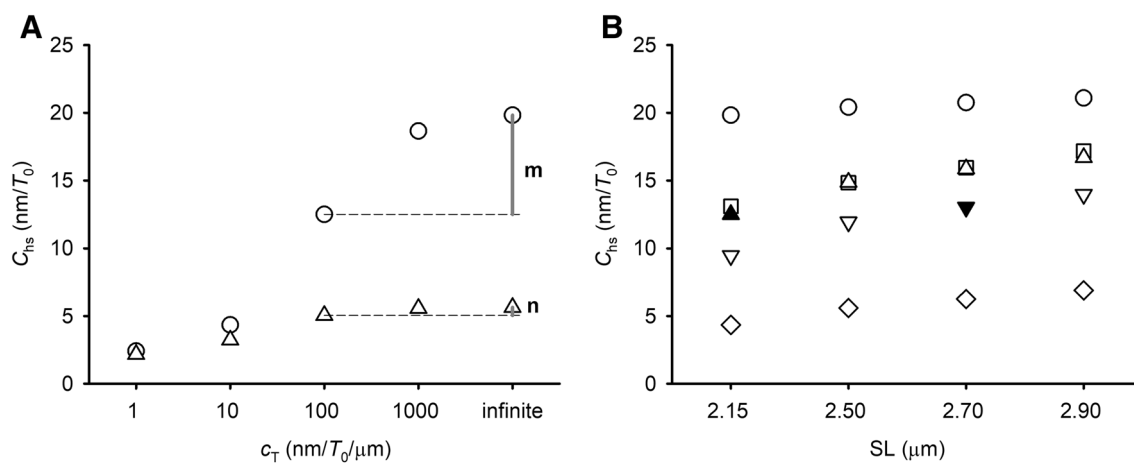 A
25
20
15
10
5
0
C_hs (nm/T_0)
m
n
1 10 100 1000 infinite
c_T (nm/T_0/μm)
B
25
20
15
10
5
0
C_hs (nm/T_0)
2.15 2.50 2.70 2.90
SL (μm)